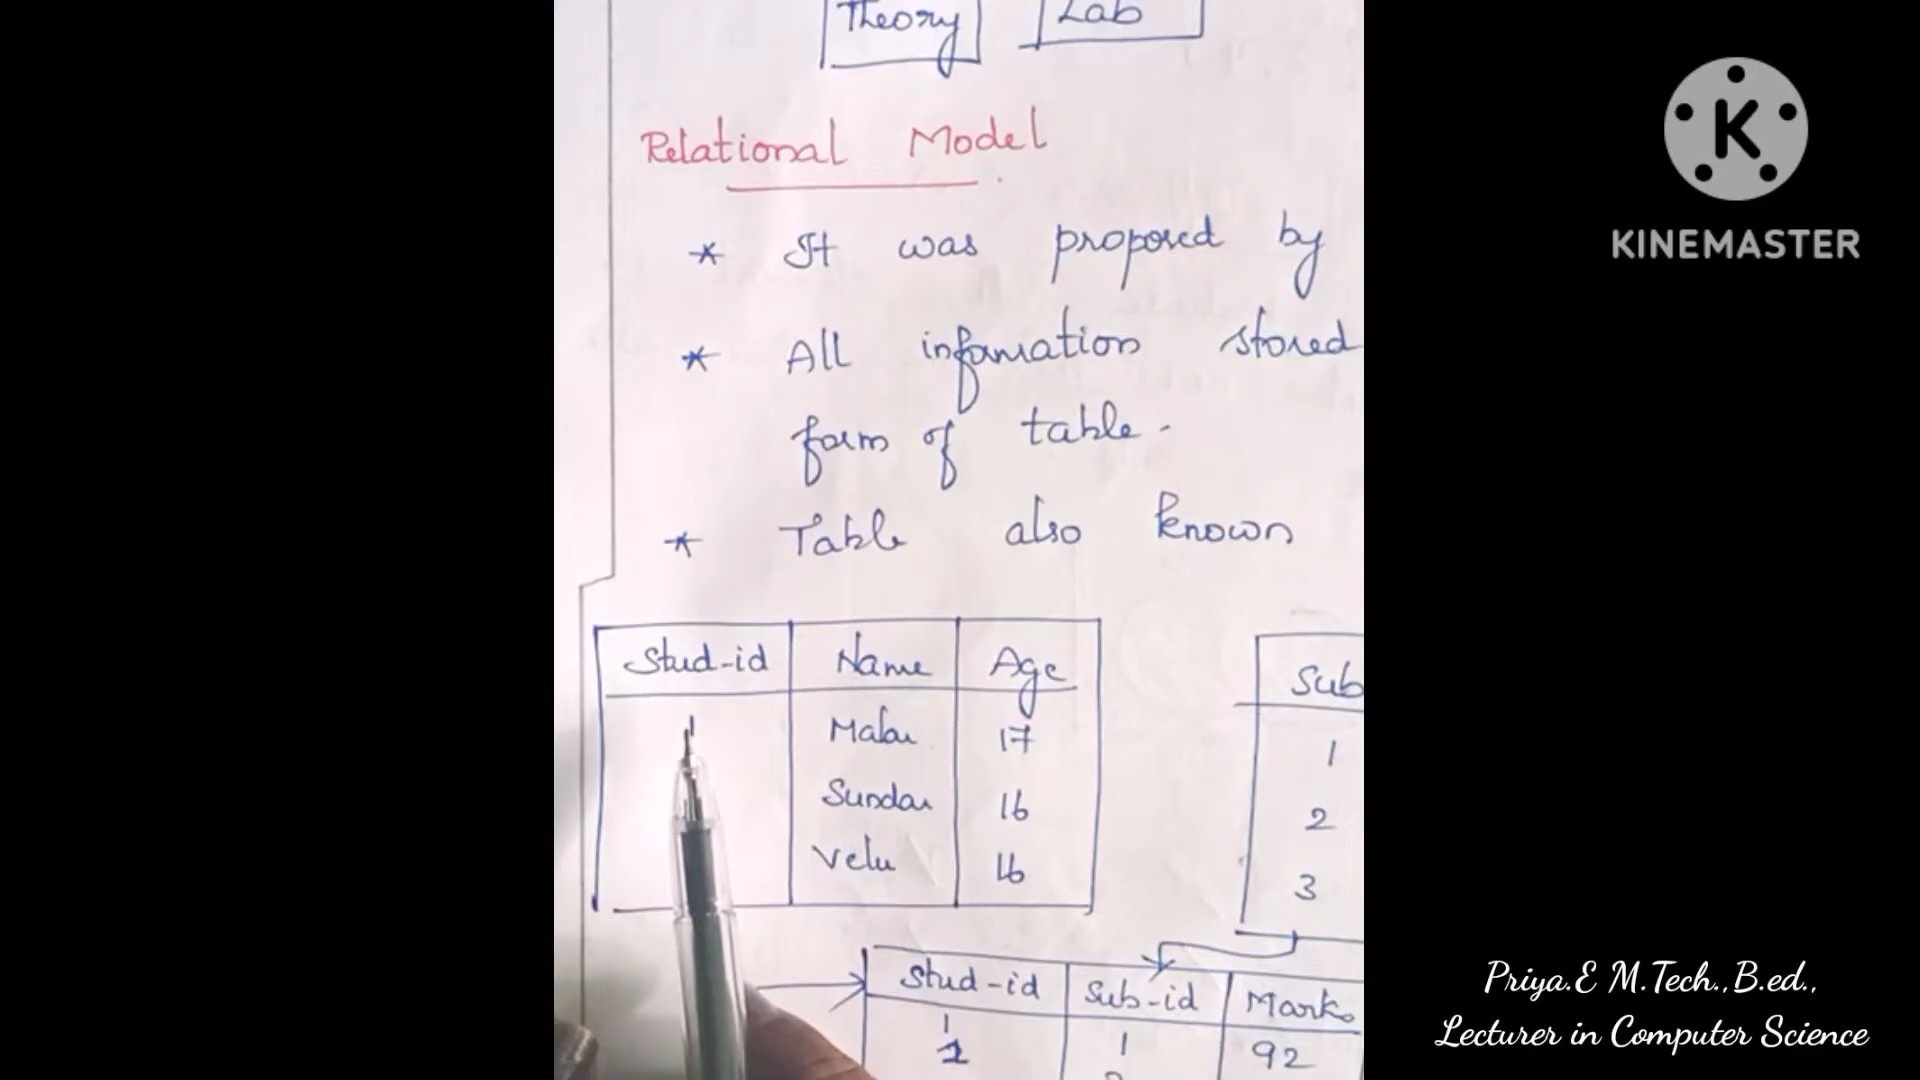 Theory Lab
Relational Model
* It was proposed by
* All information stored
form of table.
* Table also known
Stud-id Name Age
1 Malar 17
Sundar 16
Velu 16
Sub
1
2
3
Stud-id Sub-id Marks
1
1 1 92
K
KINEMASTER
Priya.E M.Tech.,B.ed.,
Lecturer in Computer Science